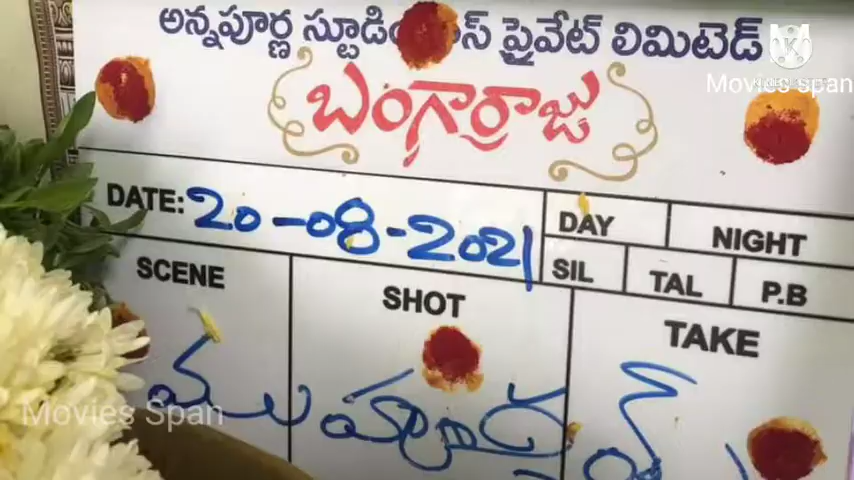 అన్నపూర్ణ స్టూడియోస్ ప్రైవేట్ లిమిటెడ్
Movies span
బంగార్రాజు
DATE: 20-08-2021
DAY
NIGHT
SIL
TAL
P.B
SCENE
SHOT
TAKE
ముహూర్తం
Movies Span